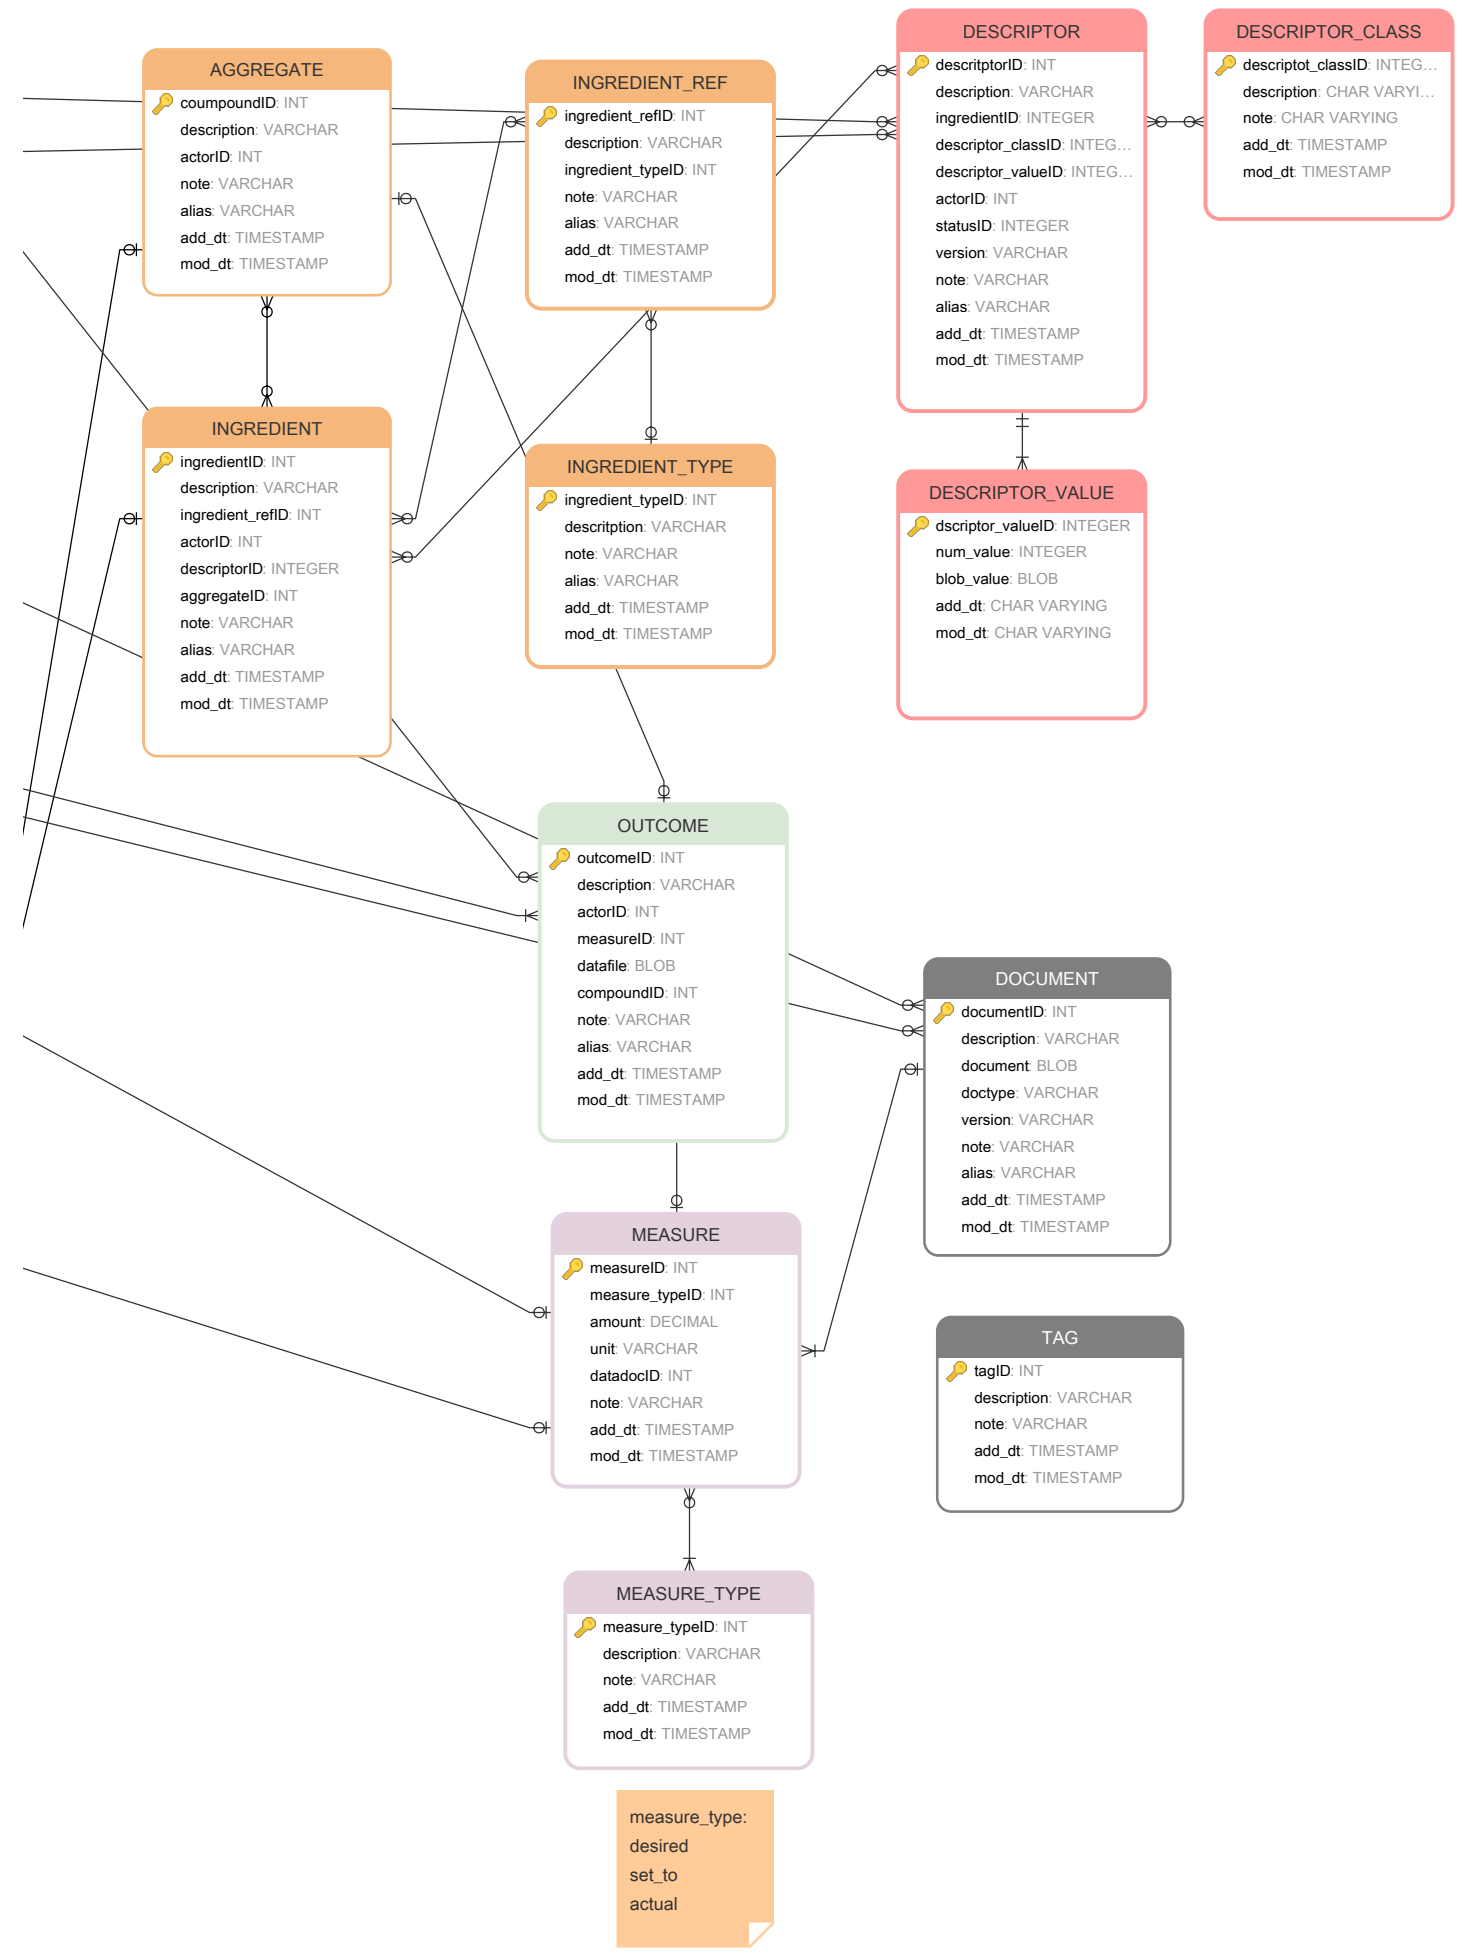 AGGREGATE
coumpoundID: INT
description: VARCHAR
actorID: INT
note: VARCHAR
alias: VARCHAR
add_dt: TIMESTAMP
mod_dt: TIMESTAMP
INGREDIENT_REF
ingredient_refID: INT
description: VARCHAR
ingredient_typeID: INT
note: VARCHAR
alias: VARCHAR
add_dt: TIMESTAMP
mod_dt: TIMESTAMP
DESCRIPTOR
descritptorID: INT
description: VARCHAR
ingredientID: INTEGER
descriptor_classID: INTEG...
descriptor_valueID: INTEG...
actorID: INT
statusID: INTEGER
version: VARCHAR
note: VARCHAR
alias: VARCHAR
add_dt: TIMESTAMP
mod_dt: TIMESTAMP
DESCRIPTOR_CLASS
descriptot_classID: INTEG...
description: CHAR VARYI...
note: CHAR VARYING
add_dt: TIMESTAMP
mod_dt: TIMESTAMP
INGREDIENT
ingredientID: INT
description: VARCHAR
ingredient_refID: INT
actorID: INT
descriptorID: INTEGER
aggregateID: INT
note: VARCHAR
alias: VARCHAR
add_dt: TIMESTAMP
mod_dt: TIMESTAMP
INGREDIENT_TYPE
ingredient_typeID: INT
descritption: VARCHAR
note: VARCHAR
alias: VARCHAR
add_dt: TIMESTAMP
mod_dt: TIMESTAMP
DESCRIPTOR_VALUE
dscriptor_valueID: INTEGER
num_value: INTEGER
blob_value: BLOB
add_dt: CHAR VARYING
mod_dt: CHAR VARYING
OUTCOME
outcomeID: INT
description: VARCHAR
actorID: INT
measureID: INT
datafile: BLOB
compoundID: INT
note: VARCHAR
alias: VARCHAR
add_dt: TIMESTAMP
mod_dt: TIMESTAMP
DOCUMENT
documentID: INT
description: VARCHAR
document: BLOB
doctype: VARCHAR
version: VARCHAR
note: VARCHAR
alias: VARCHAR
add_dt: TIMESTAMP
mod_dt: TIMESTAMP
MEASURE
measureID: INT
measure_typeID: INT
amount: DECIMAL
unit: VARCHAR
datadocID: INT
note: VARCHAR
add_dt: TIMESTAMP
mod_dt: TIMESTAMP
TAG
tagID: INT
description: VARCHAR
note: VARCHAR
add_dt: TIMESTAMP
mod_dt: TIMESTAMP
MEASURE_TYPE
measure_typeID: INT
description: VARCHAR
note: VARCHAR
add_dt: TIMESTAMP
mod_dt: TIMESTAMP
measure_type:
desired
set_to
actual